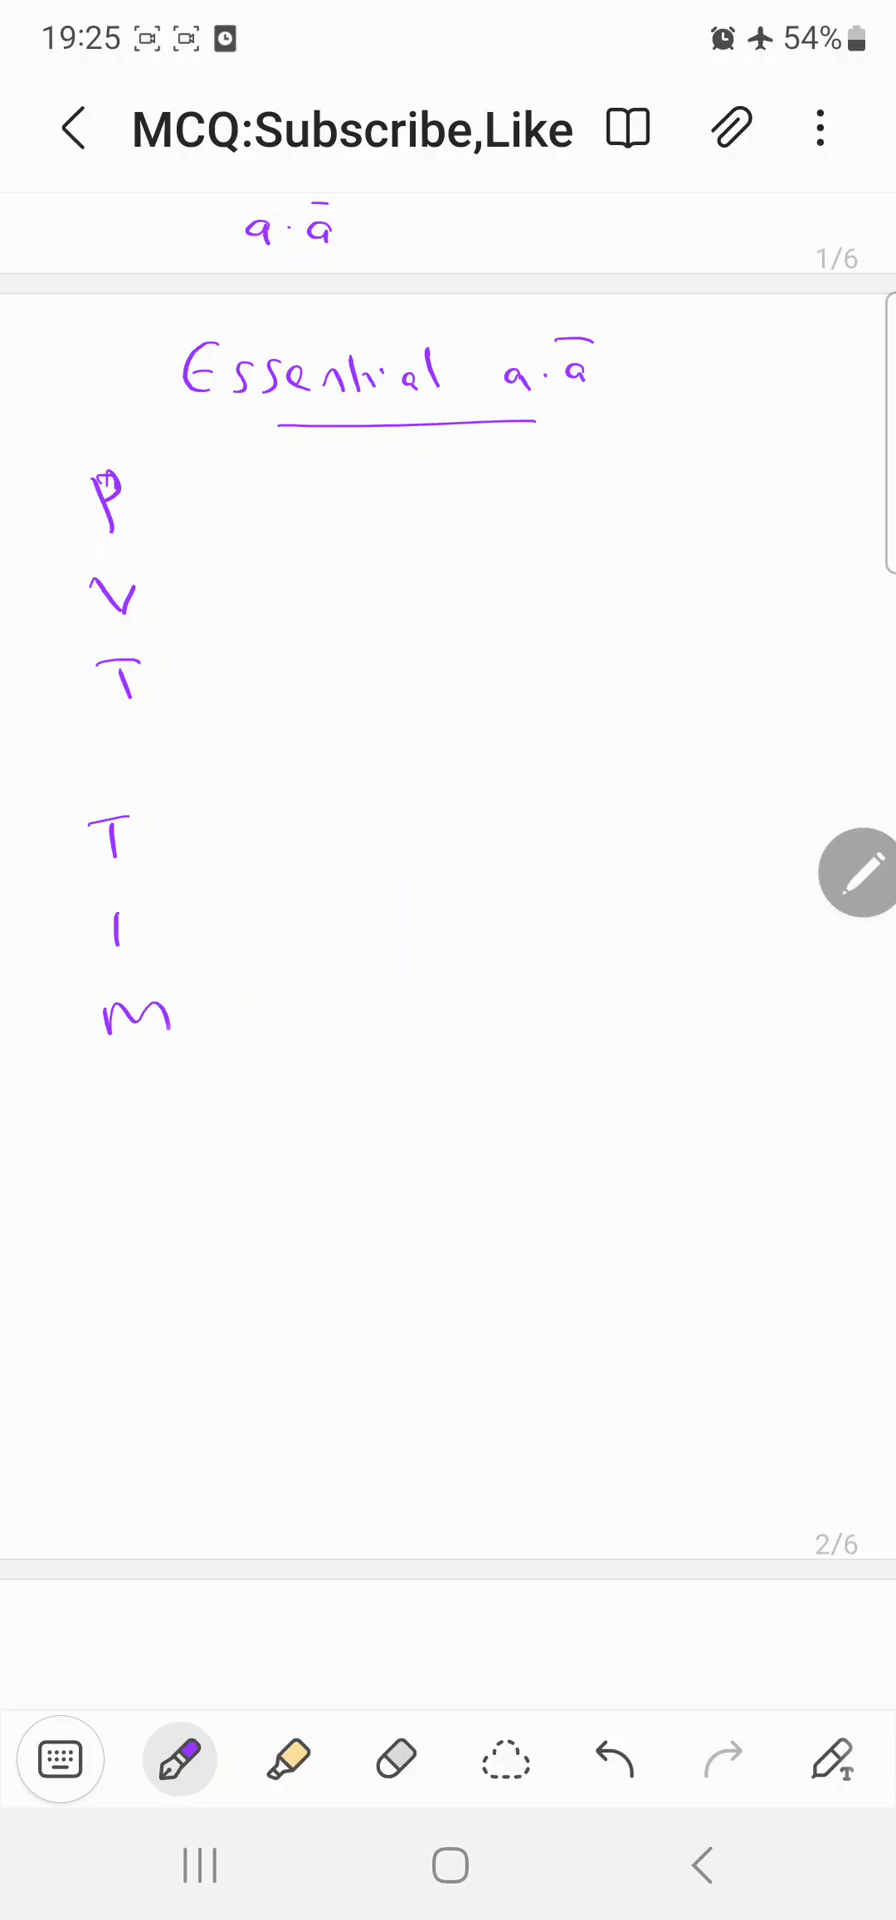 19:25 54%
MCQ:Subscribe,Like
a . ā
1/6
Essential a . ā
P
V
T
T
I
M
2/6
T